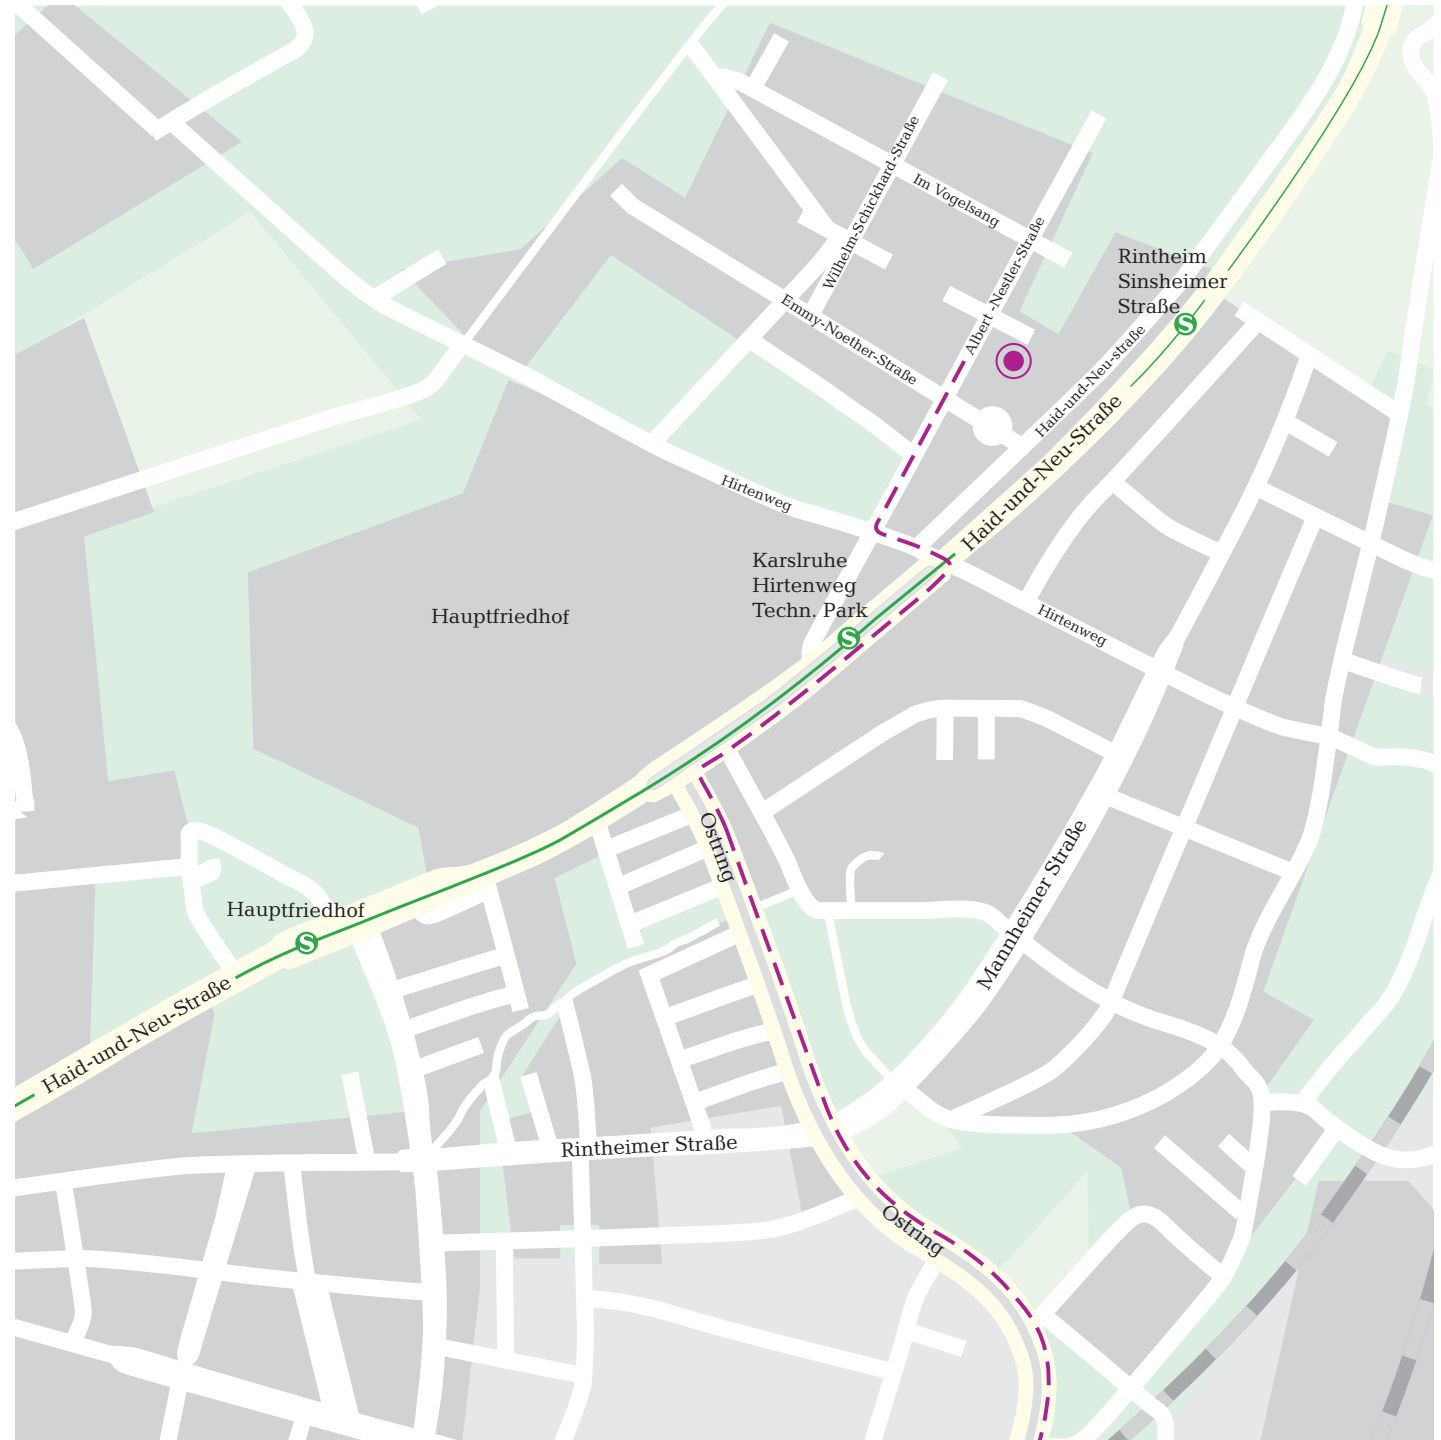 Wilhelm-Schickhard-Straße
Im Vogelsang
Albert -Nestler-Straße
Rintheim
Sinsheimer
Straße
S
Emmy-Noether-Straße
Haid-und-Neu-straße
Haid-und-Neu-Straße
Hirtenweg
Karslruhe
Hirtenweg
Techn. Park
S
Hauptfriedhof
Hirtenweg
Ostring
Mannheimer Straße
Hauptfriedhof
S
Haid-und-Neu-Straße
Rintheimer Straße
Ostring